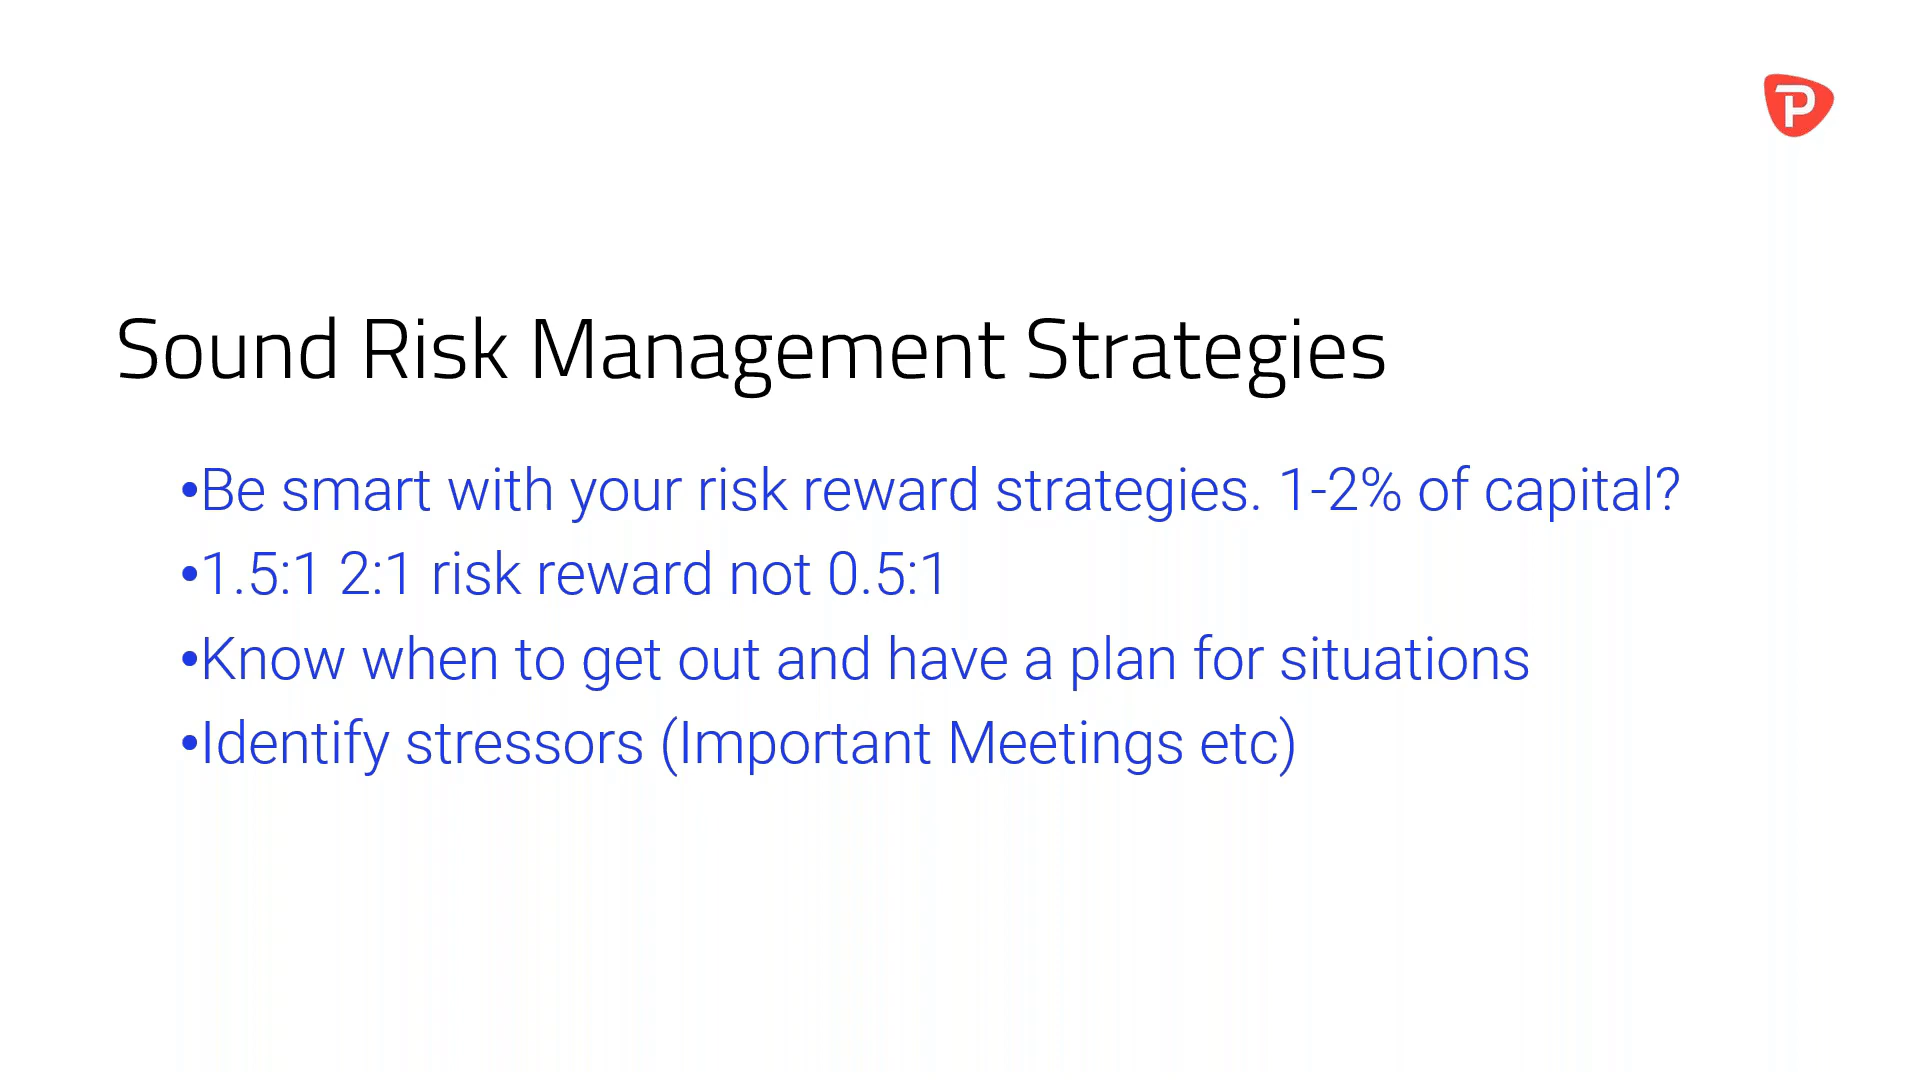 P
Sound Risk Management Strategies
•Be smart with your risk reward strategies. 1-2% of capital?
•1.5:1 2:1 risk reward not 0.5:1
•Know when to get out and have a plan for situations
•Identify stressors (Important Meetings etc)